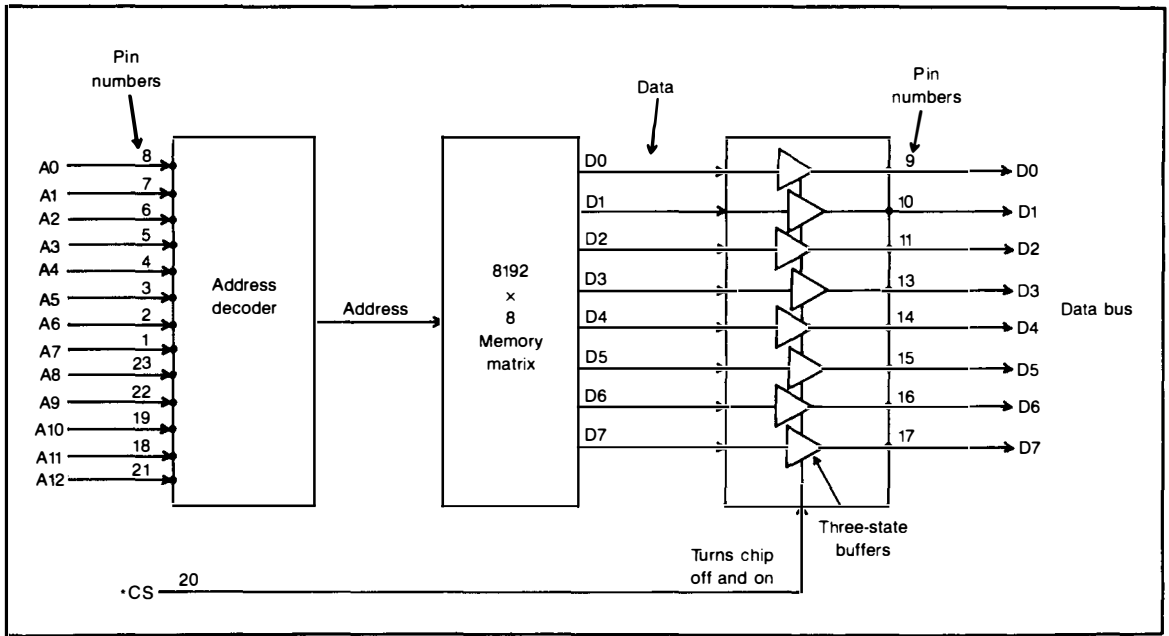 Pin
numbers
A0 8
A1 7
A2 6
A3 5
A4 4
A5 3
A6 2
A7 1
A8 23
A9 22
A10 19
A11 18
A12 21
Address
decoder
Address
8192
×
8
Memory
matrix
Data
D0
D1
D2
D3
D4
D5
D6
D7
Pin
numbers
9 D0
10 D1
11 D2
13 D3
14 D4
15 D5
16 D6
17 D7
Data bus
Three-state
buffers
Turns chip
off and on
*CS 20